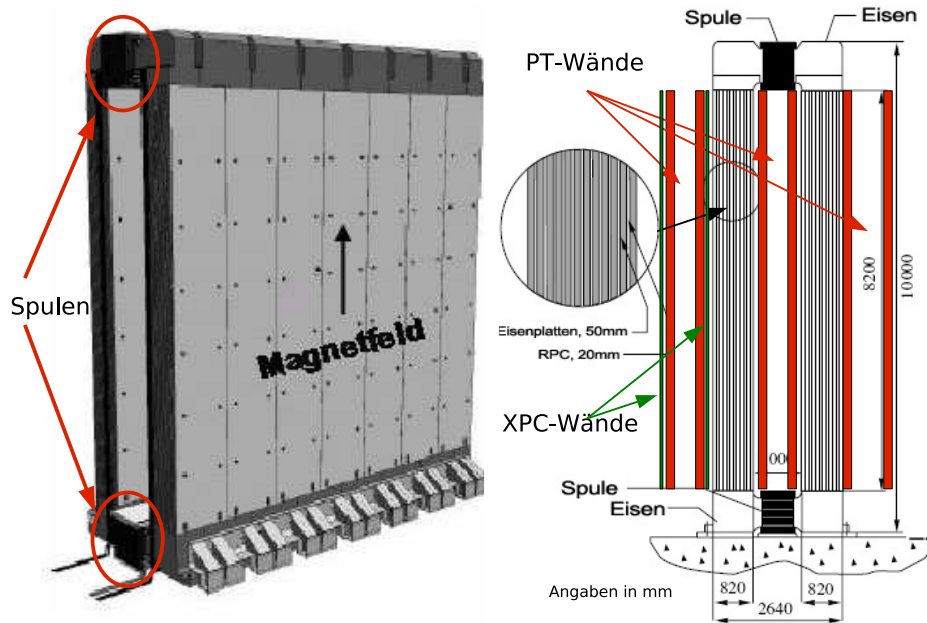 Spulen
Magnetfeld
Spule
Eisen
PT-Wände
Eisenplatten, 50mm
RPC, 20mm
XPC-Wände
8200
10000
000
Spule
Eisen
Angaben in mm
820
820
2640